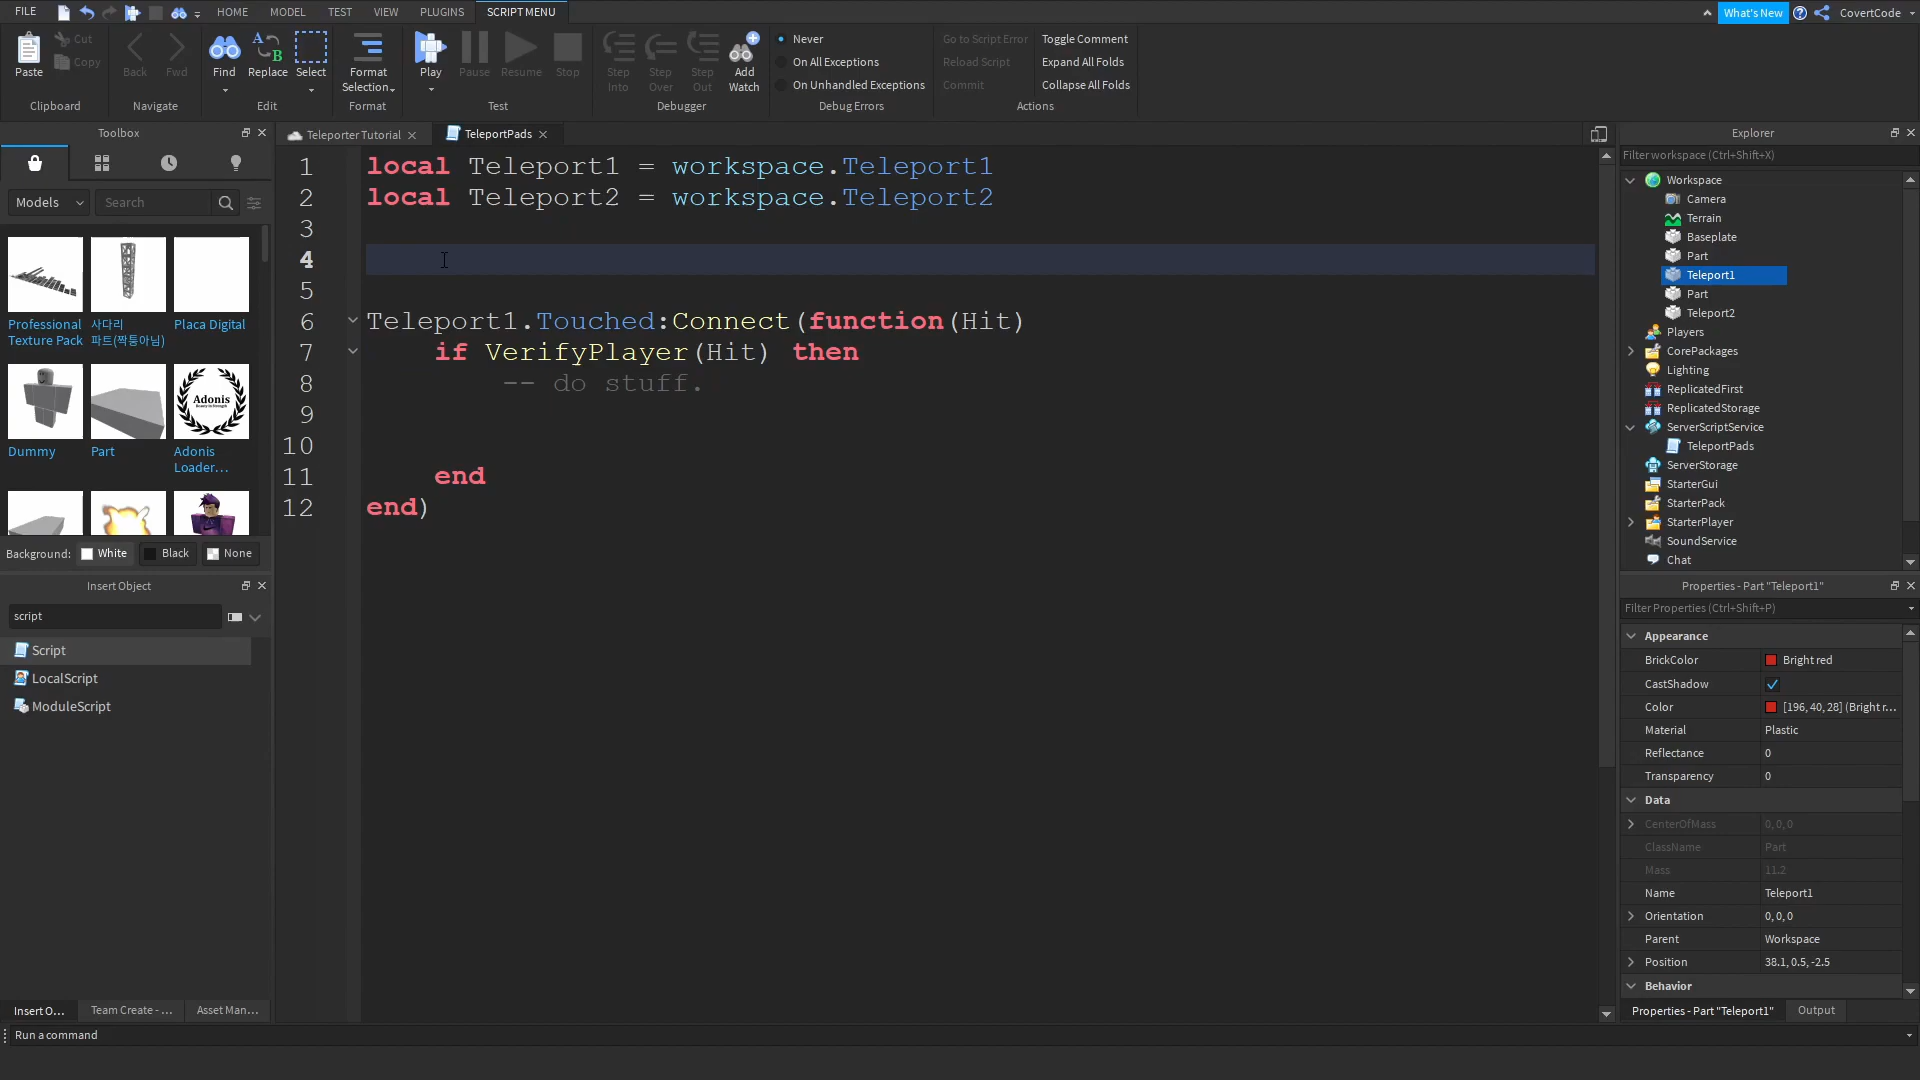 FILE HOME MODEL TEST VIEW PLUGINS SCRIPT MENU What's New CovertCode
Paste Cut Copy
Clipboard
Back Fwd
Navigate
Find Replace Select
Edit
Format Selection
Format
Play Pause Resume Stop
Test
Step Into Step Over Step Out Add Watch
Debugger
Never
On All Exceptions
On Unhandled Exceptions
Debug Errors
Go to Script Error
Reload Script
Commit
Toggle Comment
Expand All Folds
Collapse All Folds
Actions
Toolbox
Models Search
Professional Texture Pack
사다리 파트(짝퉁아님)
Placa Digital
Dummy
Part
Adonis
Adonis Loader...
Background: White Black None
Insert Object
script
Script
LocalScript
ModuleScript
Insert O... Team Create - ... Asset Man...
Run a command
Teleporter Tutorial TeleportPads
1 local Teleport1 = workspace.Teleport1
2 local Teleport2 = workspace.Teleport2
3
4
5
6 Teleport1.Touched:Connect(function(Hit)
7 if VerifyPlayer(Hit) then
8 -- do stuff.
9
10
11 end
12 end)
Explorer
Filter workspace (Ctrl+Shift+X)
Workspace
Camera
Terrain
Baseplate
Part
Teleport1
Part
Teleport2
Players
CorePackages
Lighting
ReplicatedFirst
ReplicatedStorage
ServerScriptService
TeleportPads
ServerStorage
StarterGui
StarterPack
StarterPlayer
SoundService
Chat
Properties - Part "Teleport1"
Filter Properties (Ctrl+Shift+P)
Appearance
BrickColor Bright red
CastShadow
Color [196, 40, 28] (Bright r...
Material Plastic
Reflectance 0
Transparency 0
Data
CenterOfMass 0, 0, 0
ClassName Part
Mass 11.2
Name Teleport1
Orientation 0, 0, 0
Parent Workspace
Position 38.1, 0.5, -2.5
Behavior
Properties - Part "Teleport1" Output